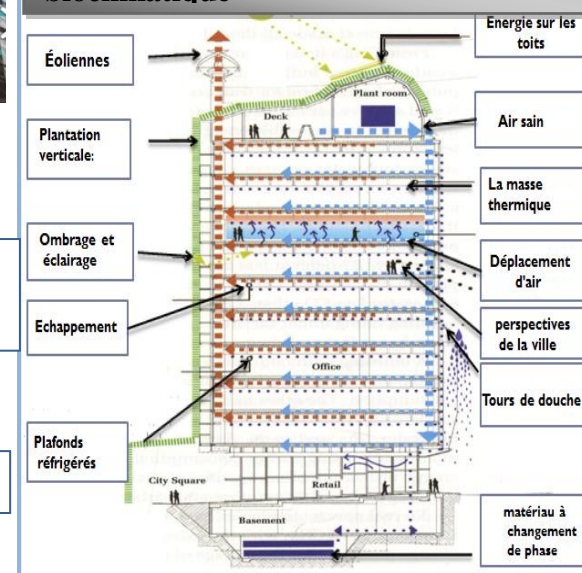 Éoliennes
Plantation
verticale:
Ombrage et
éclairage
Echappement
Plafonds
réfrigérés
Deck
Plant room
Office
City Square
Retail
Basement
Energie sur les
toits
Air sain
La masse
thermique
Déplacement
d'air
perspectives
de la ville
Tours de douche
matériau à
changement
de phase